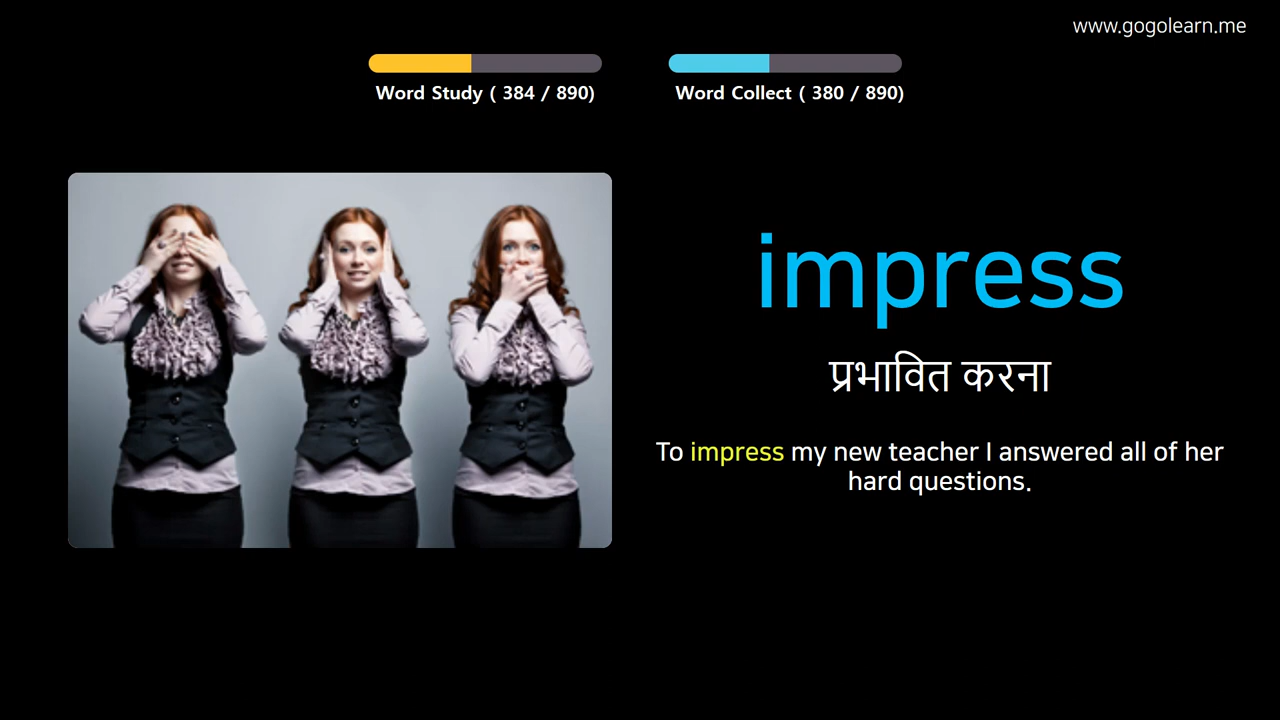 www.gogolearn.me
Word Study ( 384 / 890)
Word Collect ( 380 / 890)
impress
प्रभावित करना
To impress my new teacher I answered all of her
hard questions.